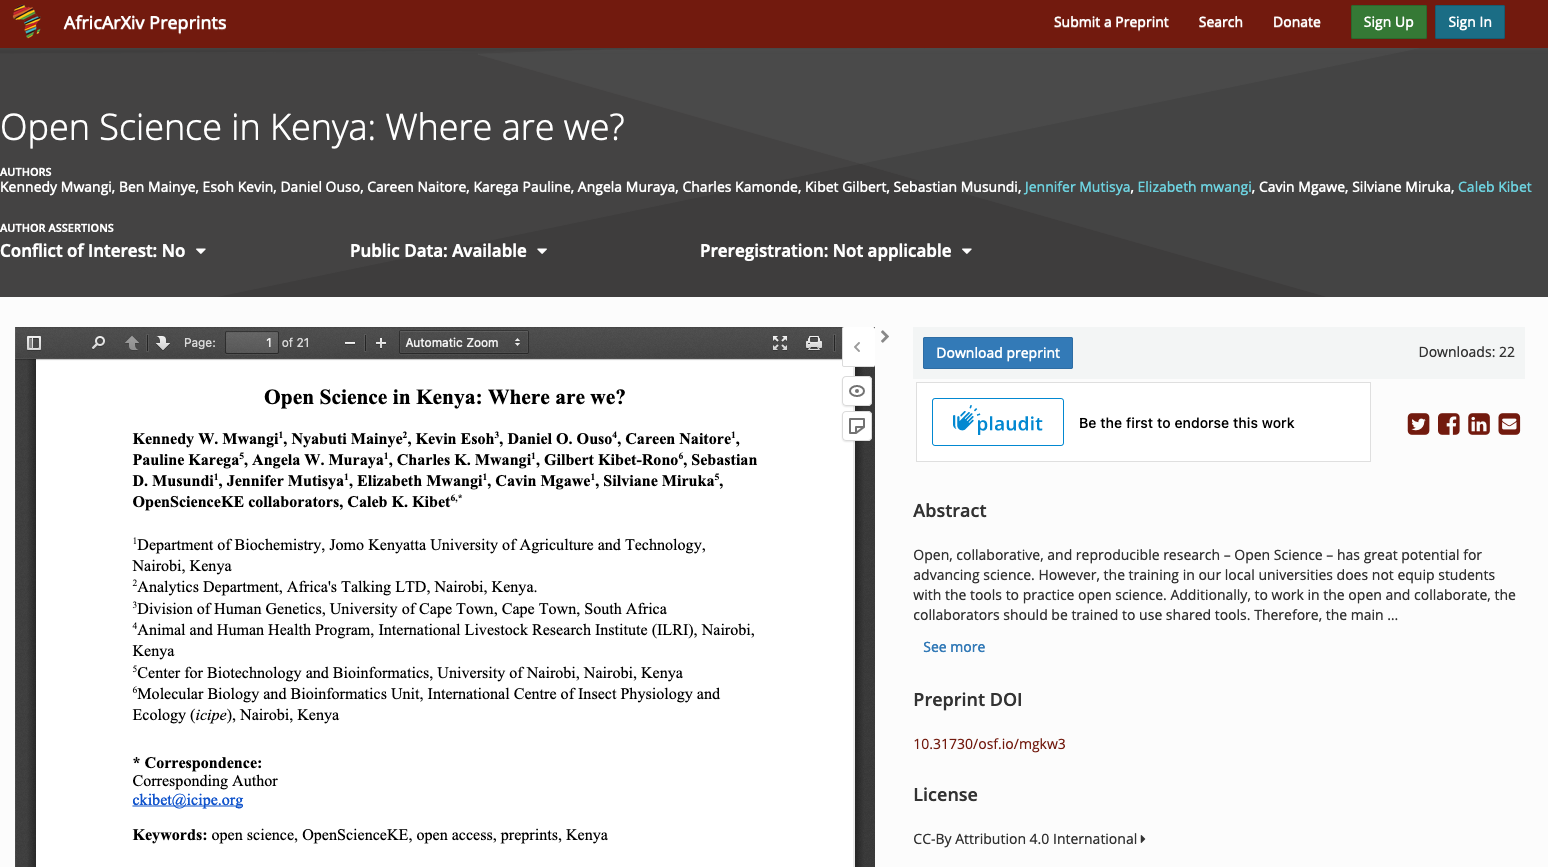 AfricArXiv Preprints
Submit a Preprint Search Donate Sign Up Sign In
Open Science in Kenya: Where are we?
AUTHORS
Kennedy Mwangi, Ben Mainye, Esoh Kevin, Daniel Ouso, Careen Naitore, Karega Pauline, Angela Muraya, Charles Kamonde, Kibet Gilbert, Sebastian Musundi, Jennifer Mutisya, Elizabeth mwangi, Cavin Mgawe, Silviane Miruka, Caleb Kibet
AUTHOR ASSERTIONS
Conflict of Interest: No Public Data: Available Preregistration: Not applicable
Page: 1 of 21 Automatic Zoom
Open Science in Kenya: Where are we?
Kennedy W. Mwangi¹, Nyabuti Mainye², Kevin Esoh³, Daniel O. Ouso⁴, Careen Naitore¹,
Pauline Karega⁵, Angela W. Muraya¹, Charles K. Mwangi¹, Gilbert Kibet-Rono⁶, Sebastian
D. Musundi¹, Jennifer Mutisya¹, Elizabeth Mwangi¹, Cavin Mgawe¹, Silviane Miruka⁵,
OpenScienceKE collaborators, Caleb K. Kibet⁶,*
¹Department of Biochemistry, Jomo Kenyatta University of Agriculture and Technology,
Nairobi, Kenya
²Analytics Department, Africa's Talking LTD, Nairobi, Kenya.
³Division of Human Genetics, University of Cape Town, Cape Town, South Africa
⁴Animal and Human Health Program, International Livestock Research Institute (ILRI), Nairobi,
Kenya
⁵Center for Biotechnology and Bioinformatics, University of Nairobi, Nairobi, Kenya
⁶Molecular Biology and Bioinformatics Unit, International Centre of Insect Physiology and
Ecology (icipe), Nairobi, Kenya
* Correspondence:
Corresponding Author
ckibet@icipe.org
Keywords: open science, OpenScienceKE, open access, preprints, Kenya
Download preprint Downloads: 22
plaudit Be the first to endorse this work
Abstract
Open, collaborative, and reproducible research – Open Science – has great potential for
advancing science. However, the training in our local universities does not equip students
with the tools to practice open science. Additionally, to work in the open and collaborate, the
collaborators should be trained to use shared tools. Therefore, the main ...
See more
Preprint DOI
10.31730/osf.io/mgkw3
License
CC-By Attribution 4.0 International